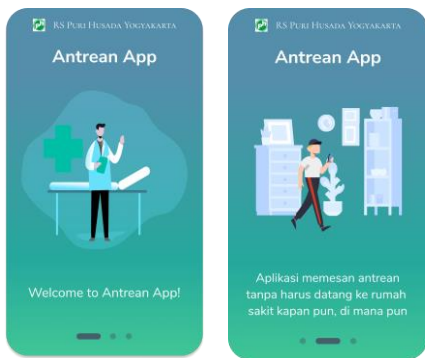 RS PURI HUSADA YOGYAKARTA
Antrean App
Welcome to Antrean App!
RS PURI HUSADA YOGYAKARTA
Antrean App
Aplikasi memesan antrean
tanpa harus datang ke rumah
sakit kapan pun, di mana pun